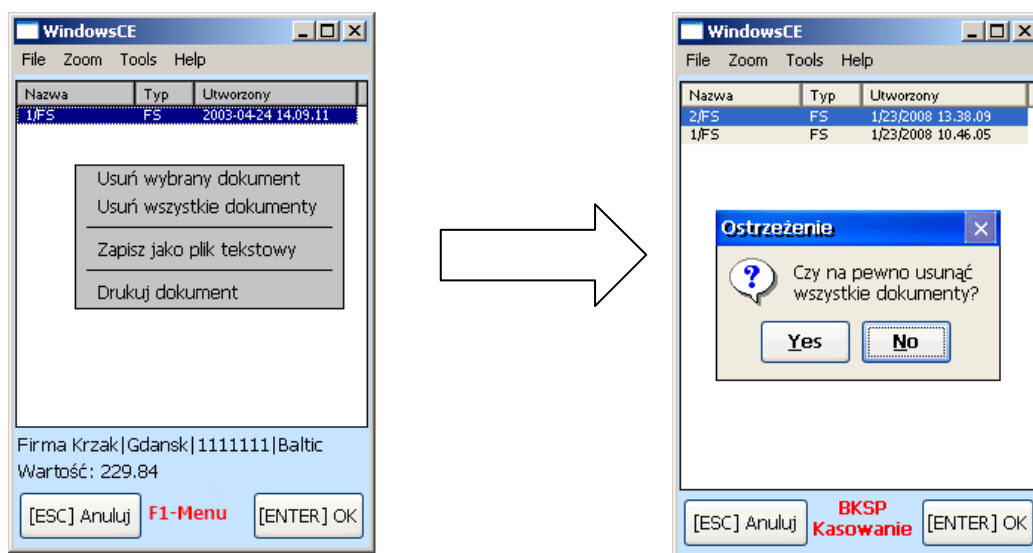 WindowsCE
File Zoom Tools Help
Nazwa Typ Utworzony
1/FS FS 2003-04-24 14.09.11
Usuń wybrany dokument
Usuń wszystkie dokumenty
Zapisz jako plik tekstowy
Drukuj dokument
Firma Krzak|Gdansk|1111111|Baltic
Wartość: 229.84
[ESC] Anuluj F1-Menu [ENTER] OK
WindowsCE
File Zoom Tools Help
Nazwa Typ Utworzony
2/FS FS 1/23/2008 13.38.09
1/FS FS 1/23/2008 10.46.05
Ostrzeżenie
Czy na pewno usunąć
wszystkie dokumenty?
Yes No
[ESC] Anuluj BKSP Kasowanie [ENTER] OK